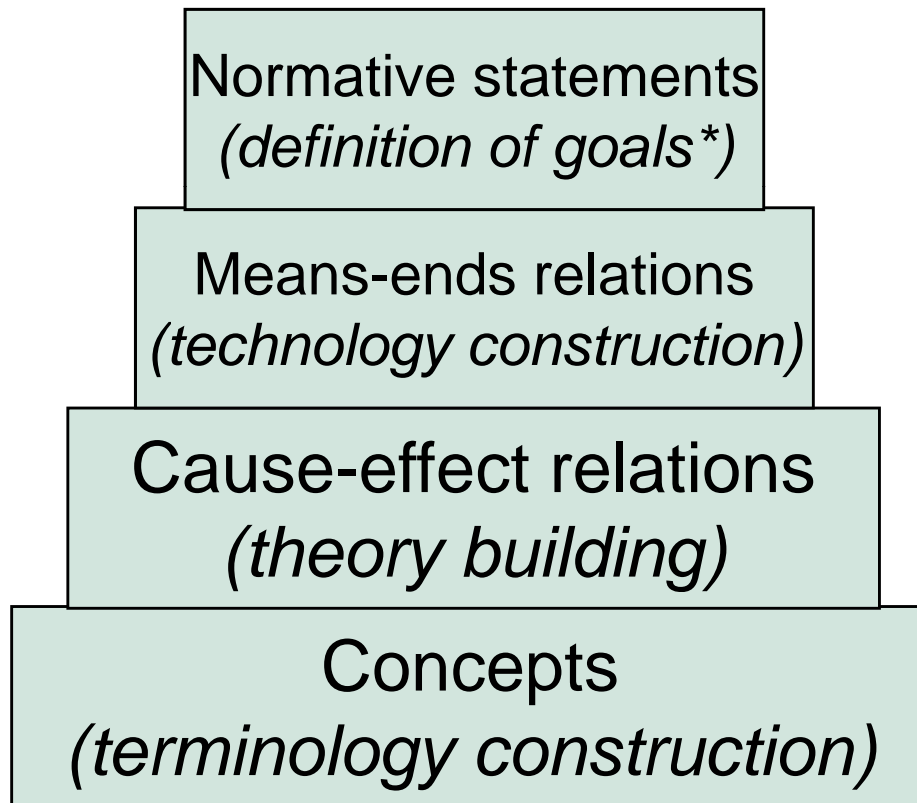 Normative statements
(definition of goals*)
Means-ends relations
(technology construction)
Cause-effect relations
(theory building)
Concepts
(terminology construction)